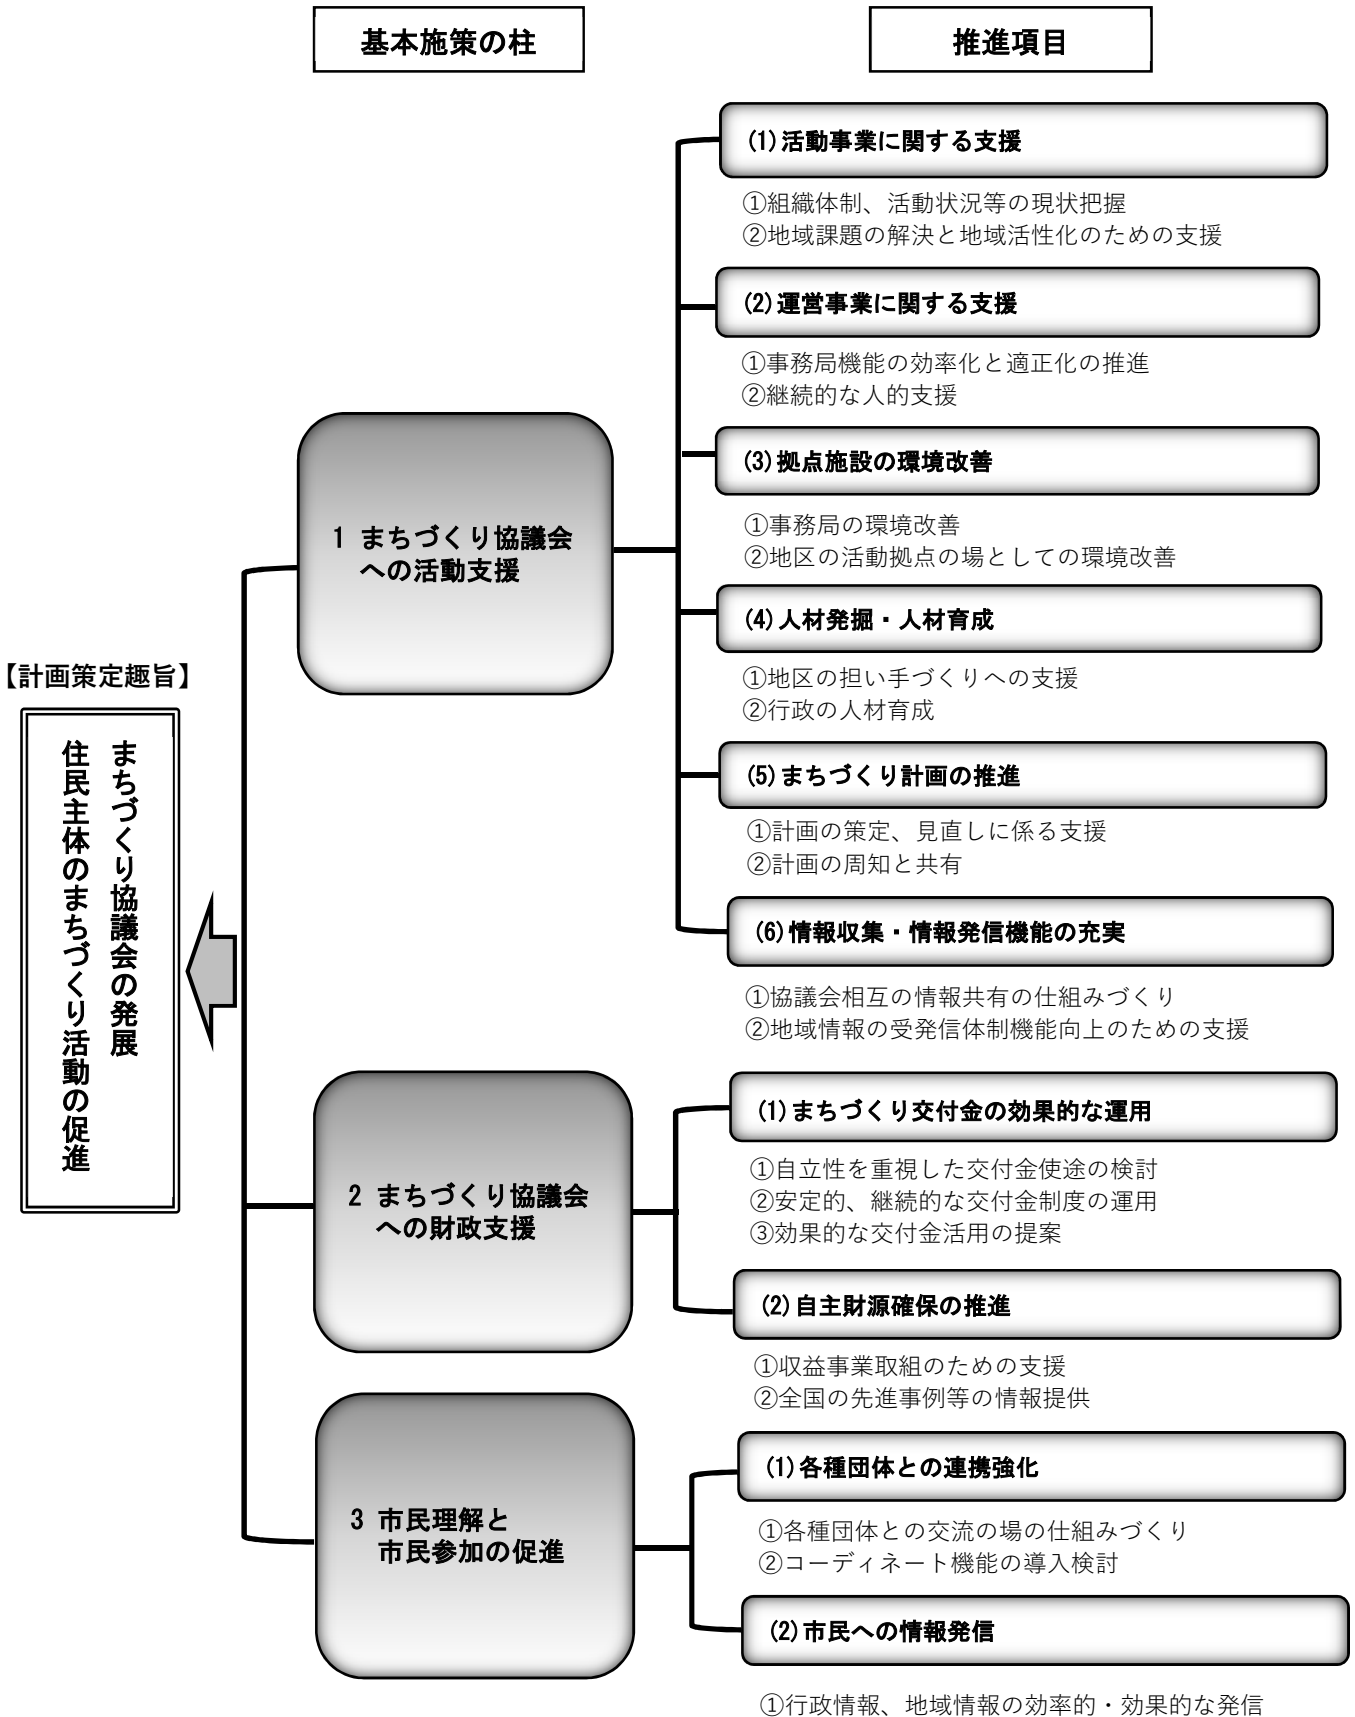 基本施策の柱
推進項目
【計画策定趣旨】
まちづくり協議会の発展
住民主体のまちづくり活動の促進
1 まちづくり協議会
への活動支援
(1)活動事業に関する支援
①組織体制、活動状況等の現状把握
②地域課題の解決と地域活性化のための支援
(2)運営事業に関する支援
①事務局機能の効率化と適正化の推進
②継続的な人的支援
(3)拠点施設の環境改善
①事務局の環境改善
②地区の活動拠点の場としての環境改善
(4)人材発掘・人材育成
①地区の担い手づくりへの支援
②行政の人材育成
(5)まちづくり計画の推進
①計画の策定、見直しに係る支援
②計画の周知と共有
(6)情報収集・情報発信機能の充実
①協議会相互の情報共有の仕組みづくり
②地域情報の受発信体制機能向上のための支援
2 まちづくり協議会
への財政支援
(1)まちづくり交付金の効果的な運用
①自立性を重視した交付金使途の検討
②安定的、継続的な交付金制度の運用
③効果的な交付金活用の提案
(2)自主財源確保の推進
①収益事業取組のための支援
②全国の先進事例等の情報提供
3 市民理解と
市民参加の促進
(1)各種団体との連携強化
①各種団体との交流の場の仕組みづくり
②コーディネート機能の導入検討
(2)市民への情報発信
①行政情報、地域情報の効率的・効果的な発信